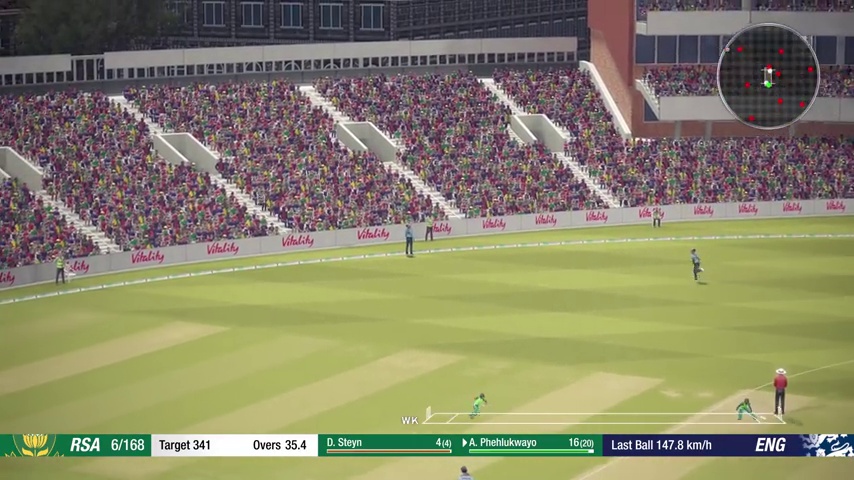 Vitality Vitality Vitality Vitality Vitality Vitality Vitality Vitality Vitality Vitality Vitality Vitality Vitality
WK
RSA 6/168 Target 341 Overs 35.4 D. Steyn 4(4) A. Phehlukwayo 16(20) Last Ball 147.8 km/h ENG